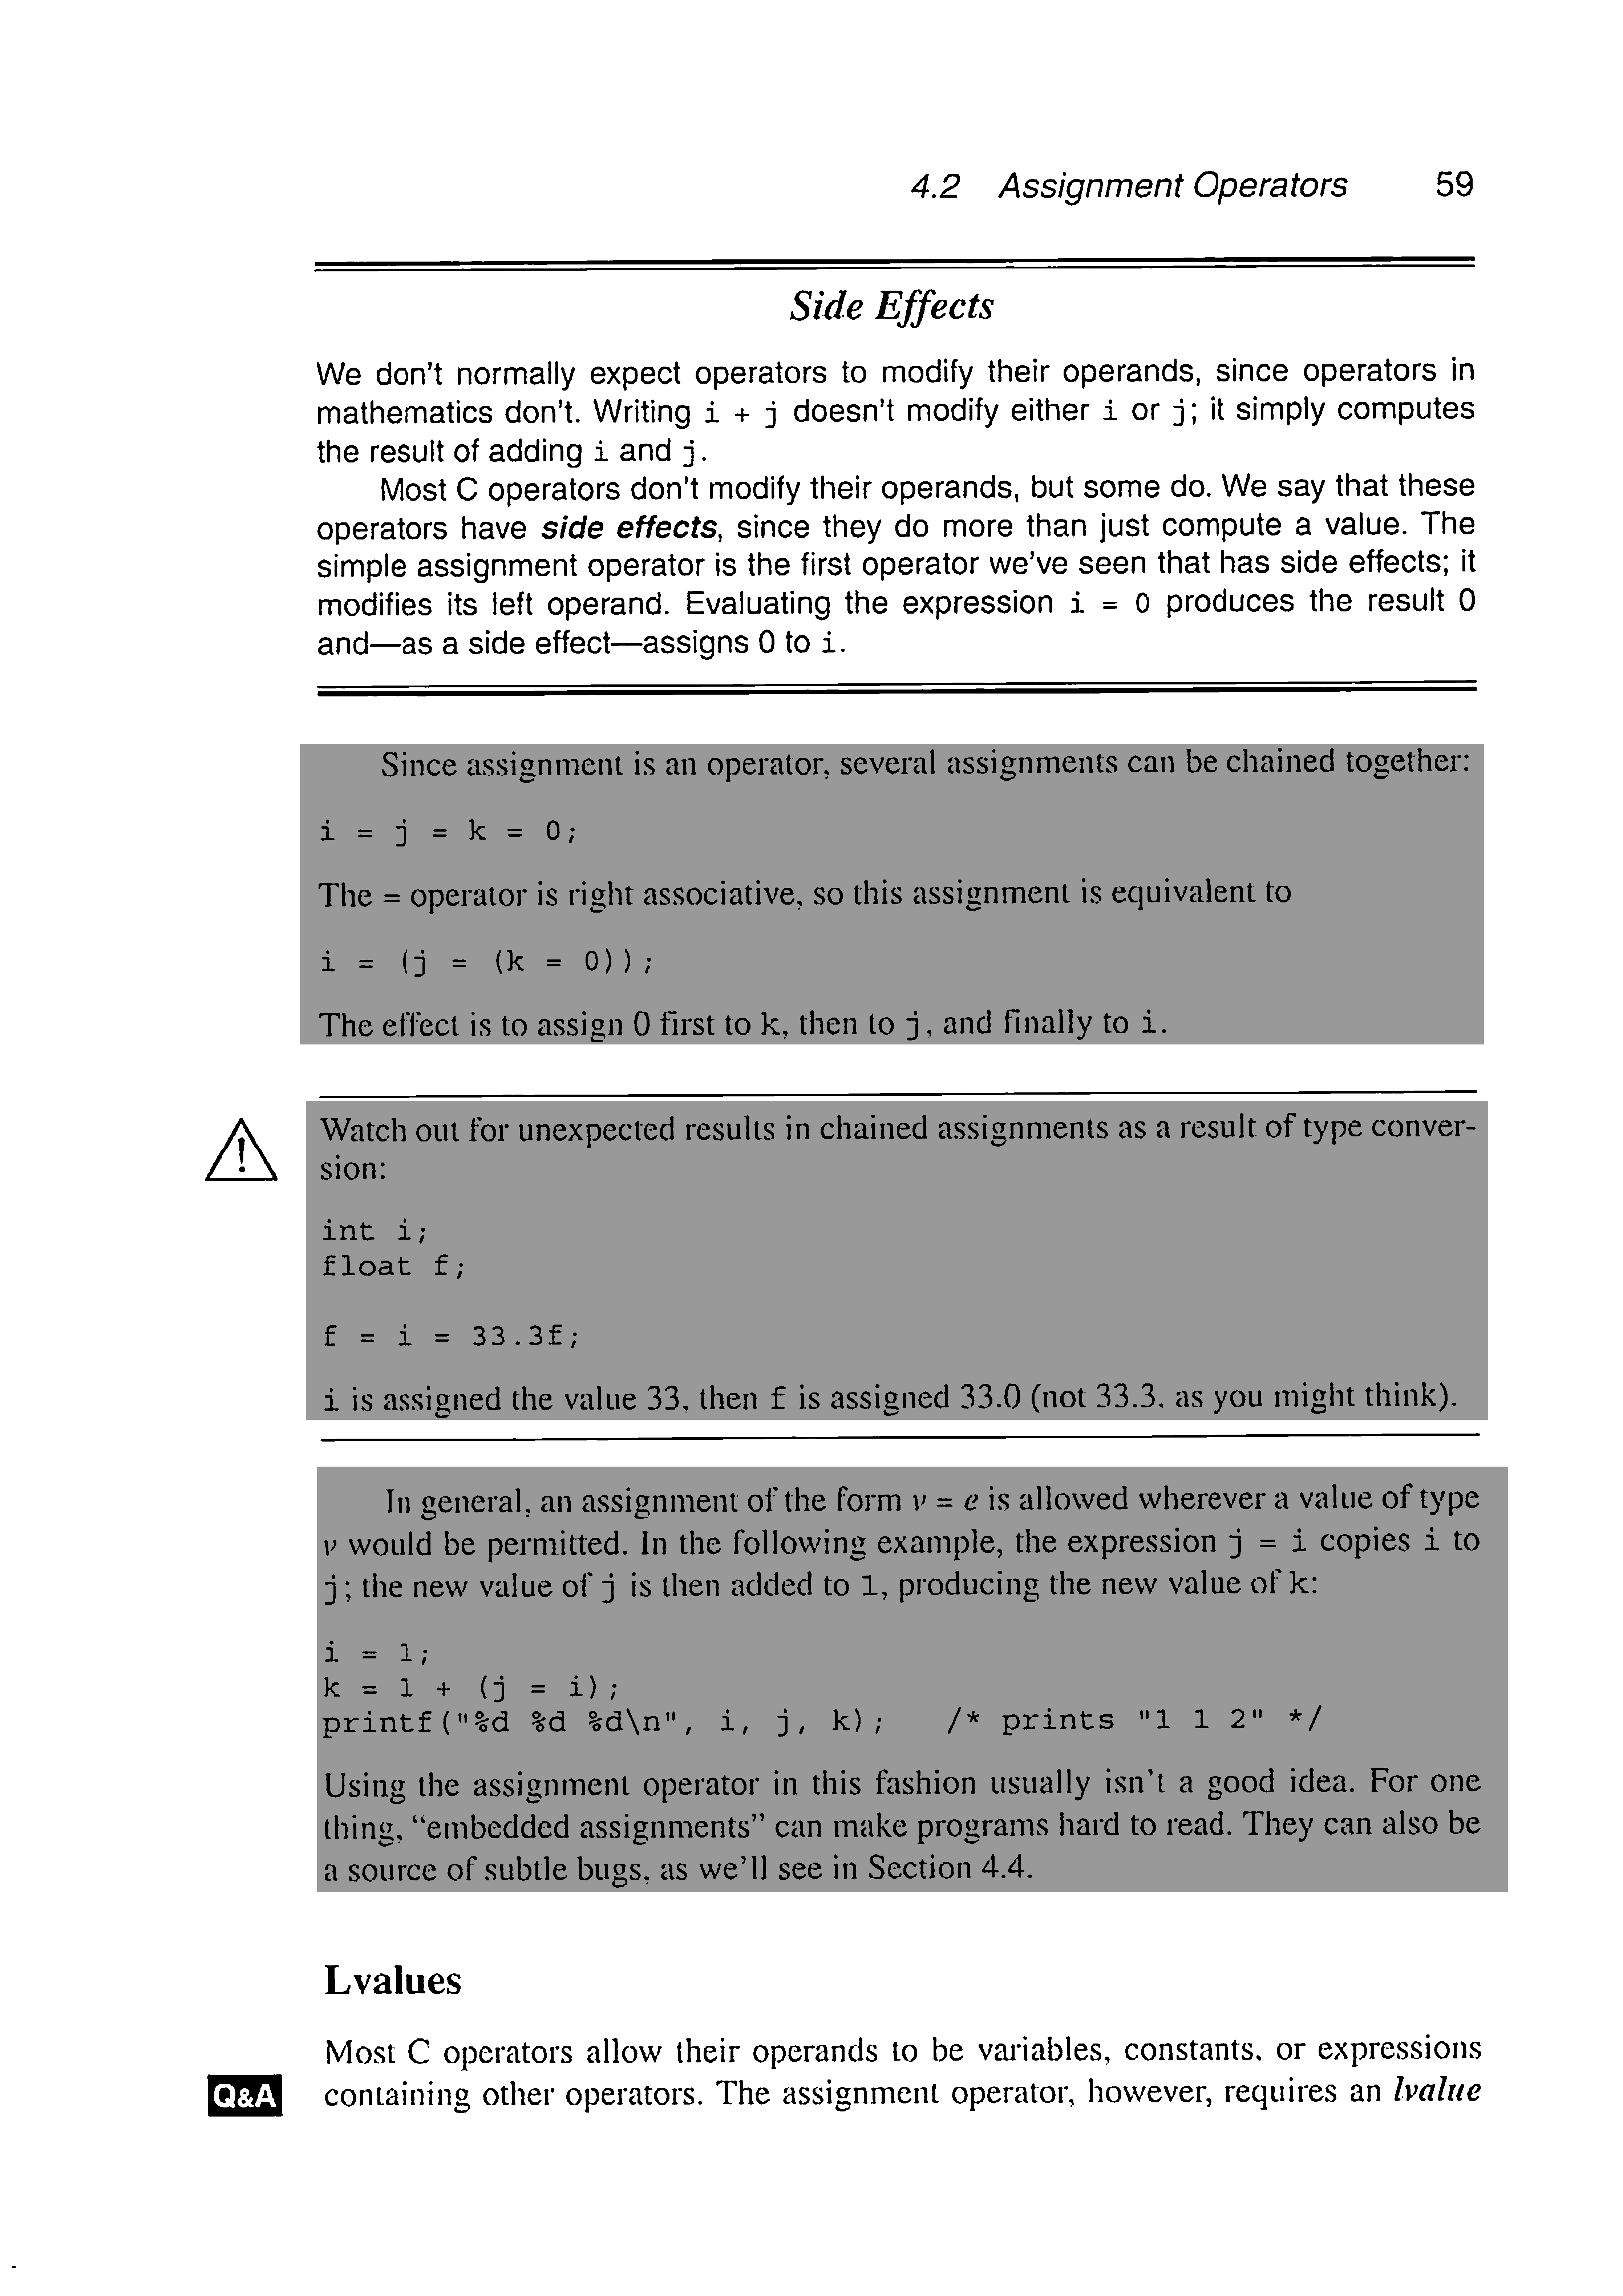 4.2 Assignment Operators 59
Side Effects
We don't normally expect operators to modify their operands, since operators in
mathematics don't. Writing i + j doesn't modify either i or j; it simply computes
the result of adding i and j.
Most C operators don't modify their operands, but some do. We say that these
operators have side effects, since they do more than just compute a value. The
simple assignment operator is the first operator we've seen that has side effects; it
modifies its left operand. Evaluating the expression i = 0 produces the result 0
and—as a side effect—assigns 0 to i.
Since assignment is an operator, several assignments can be chained together:
i = j = k = 0;
The = operator is right associative, so this assignment is equivalent to
i = (j = (k = 0));
The effect is to assign 0 first to k, then to j, and finally to i.
Watch out for unexpected results in chained assignments as a result of type conver-
sion:
int i;
float f;
f = i = 33.3f;
i is assigned the value 33, then f is assigned 33.0 (not 33.3, as you might think).
In general, an assignment of the form v = e is allowed wherever a value of type
v would be permitted. In the following example, the expression j = i copies i to
j; the new value of j is then added to 1, producing the new value of k:
i = 1;
k = 1 + (j = i);
printf("%d %d %d\n", i, j, k);   /* prints "1 1 2" */
Using the assignment operator in this fashion usually isn't a good idea. For one
thing, “embedded assignments” can make programs hard to read. They can also be
a source of subtle bugs, as we'll see in Section 4.4.
Lvalues
Most C operators allow their operands to be variables, constants, or expressions
Q&A containing other operators. The assignment operator, however, requires an lvalue